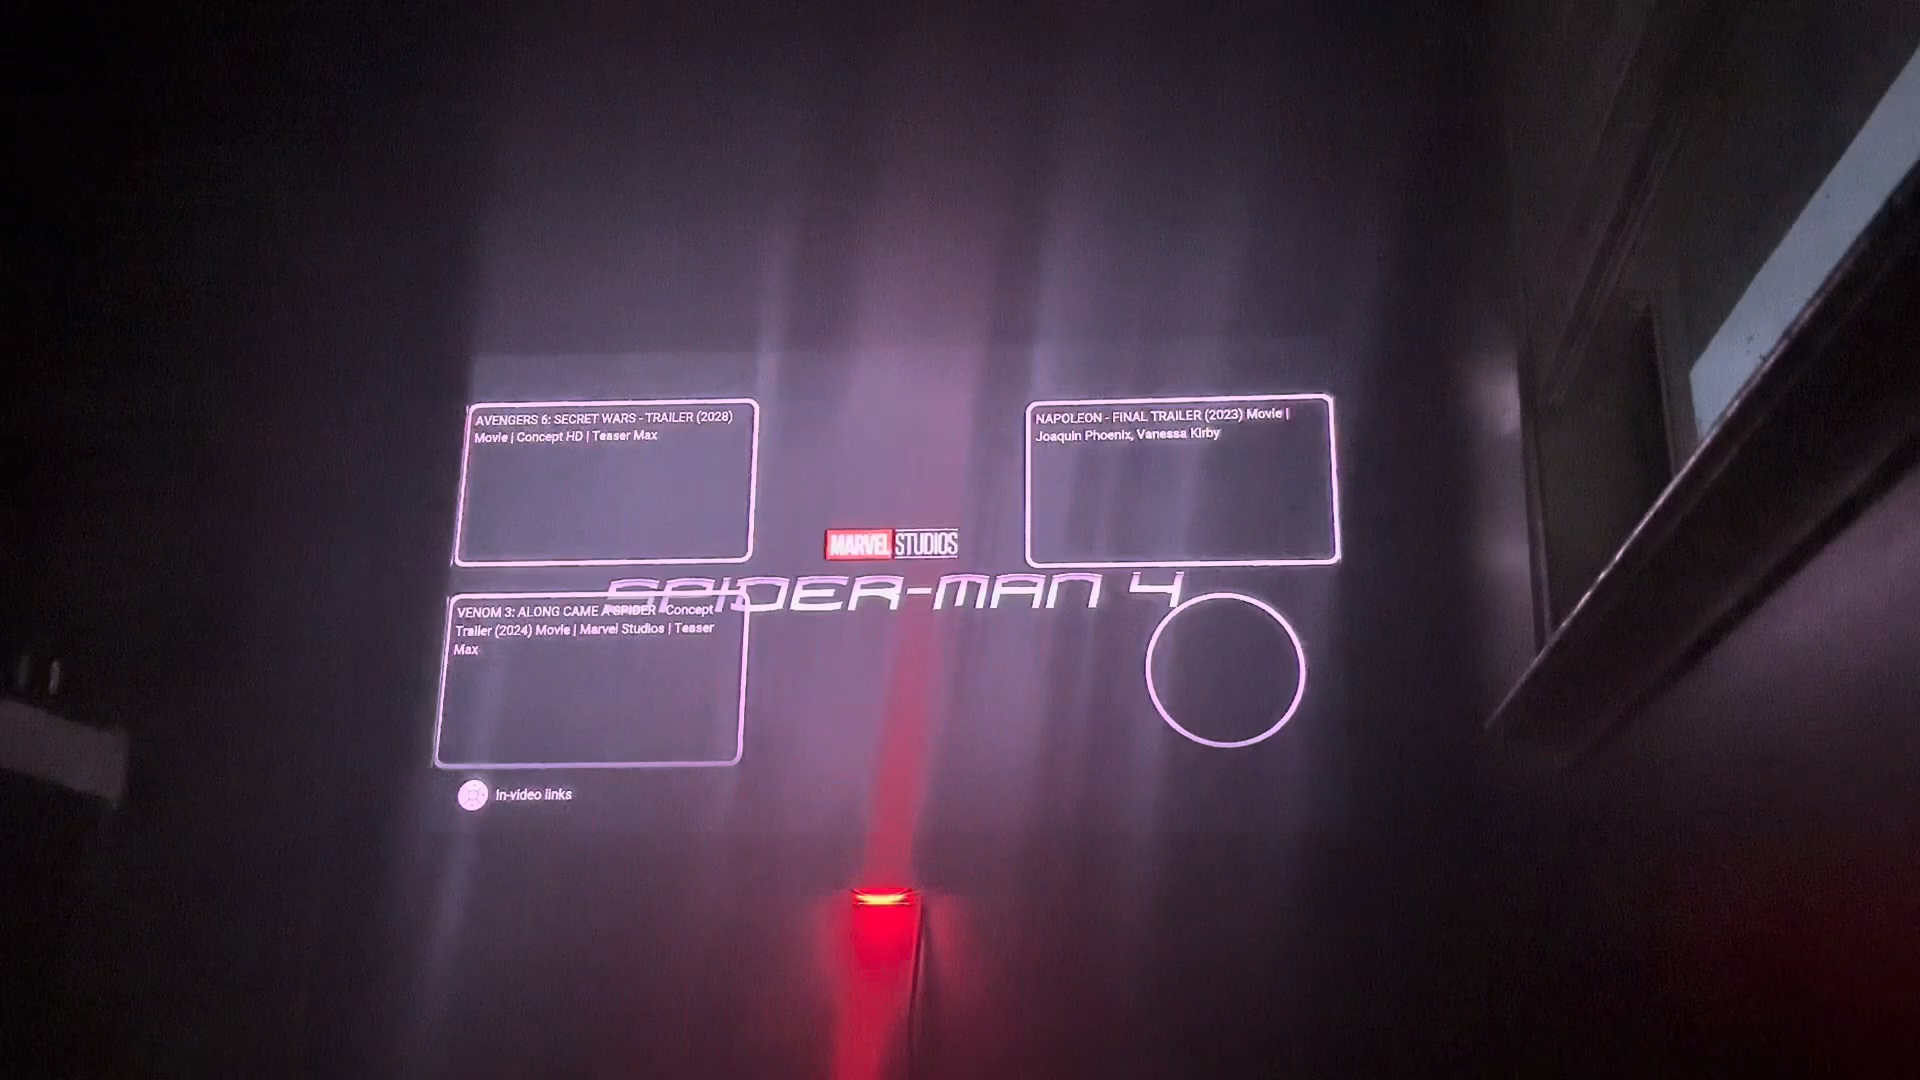 AVENGERS 6: SECRET WARS - TRAILER (2028)
Movie | Concept HD | Teaser Max
NAPOLEON - FINAL TRAILER (2023) Movie |
Joaquin Phoenix, Vanessa Kirby
MARVEL STUDIOS
SPIDER-MAN 4
VENOM 3: ALONG CAME A SPIDER - Concept
Trailer (2024) Movie | Marvel Studios | Teaser
Max
In-video links